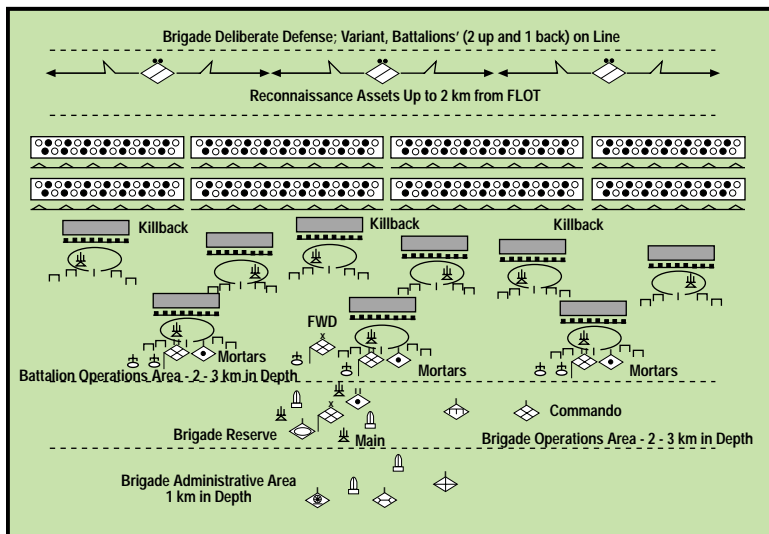 Brigade Deliberate Defense; Variant, Battalions' (2 up and 1 back) on Line
Reconnaissance Assets Up to 2 km from FLOT
Killback
Killback
Killback
FWD
Mortars
Mortars
Mortars
Battalion Operations Area - 2 - 3 km in Depth
Commando
Brigade Reserve
Main
Brigade Operations Area - 2 - 3 km in Depth
Brigade Administrative Area
1 km in Depth